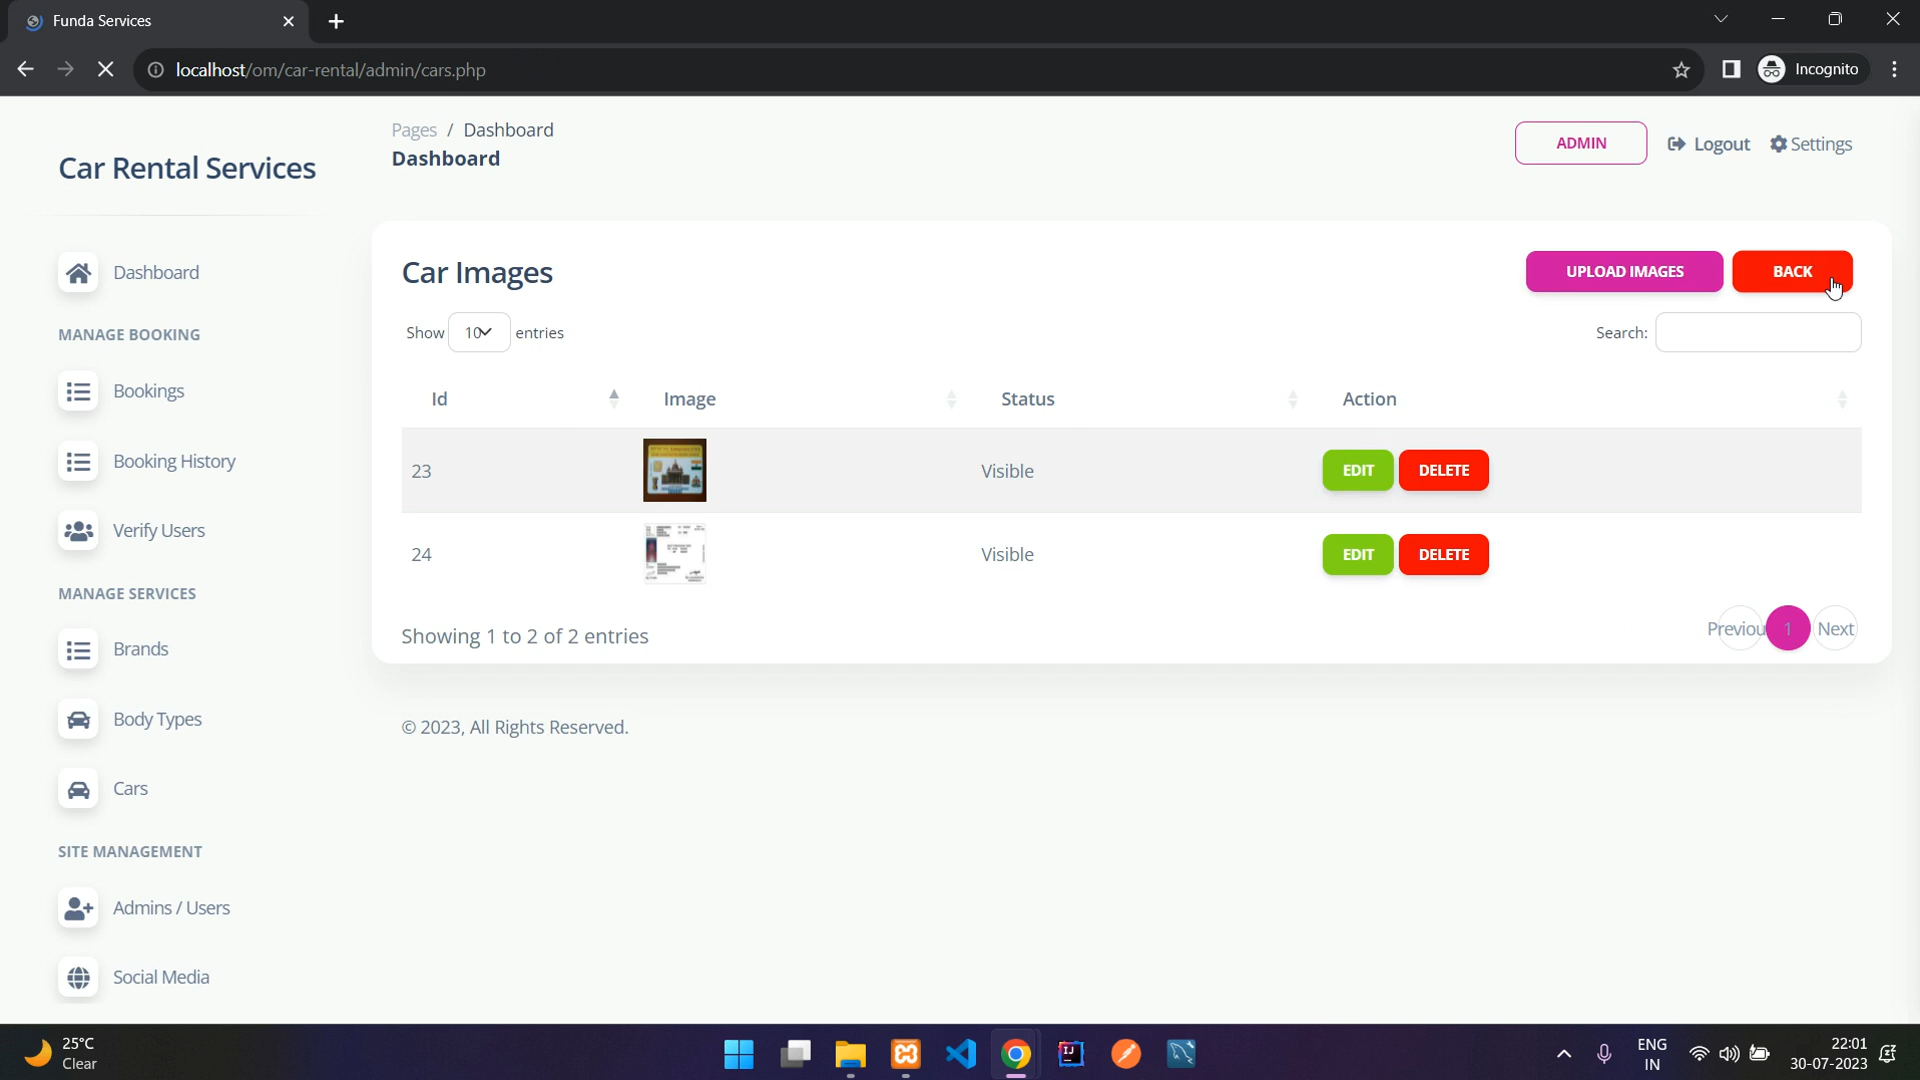 Funda Services
localhost/om/car-rental/admin/cars.php
Incognito
Pages / Dashboard
Dashboard
ADMIN
Logout
Settings
Car Rental Services
Dashboard
MANAGE BOOKING
Bookings
Booking History
Verify Users
MANAGE SERVICES
Brands
Body Types
Cars
SITE MANAGEMENT
Admins / Users
Social Media
Car Images
UPLOAD IMAGES
BACK
Show 10 entries
Search:
Id Image Status Action
23 Visible EDIT DELETE
24 Visible EDIT DELETE
Showing 1 to 2 of 2 entries
Previou 1 Next
© 2023, All Rights Reserved.
25°C
Clear
IJ
ENG
IN
22:01
30-07-2023